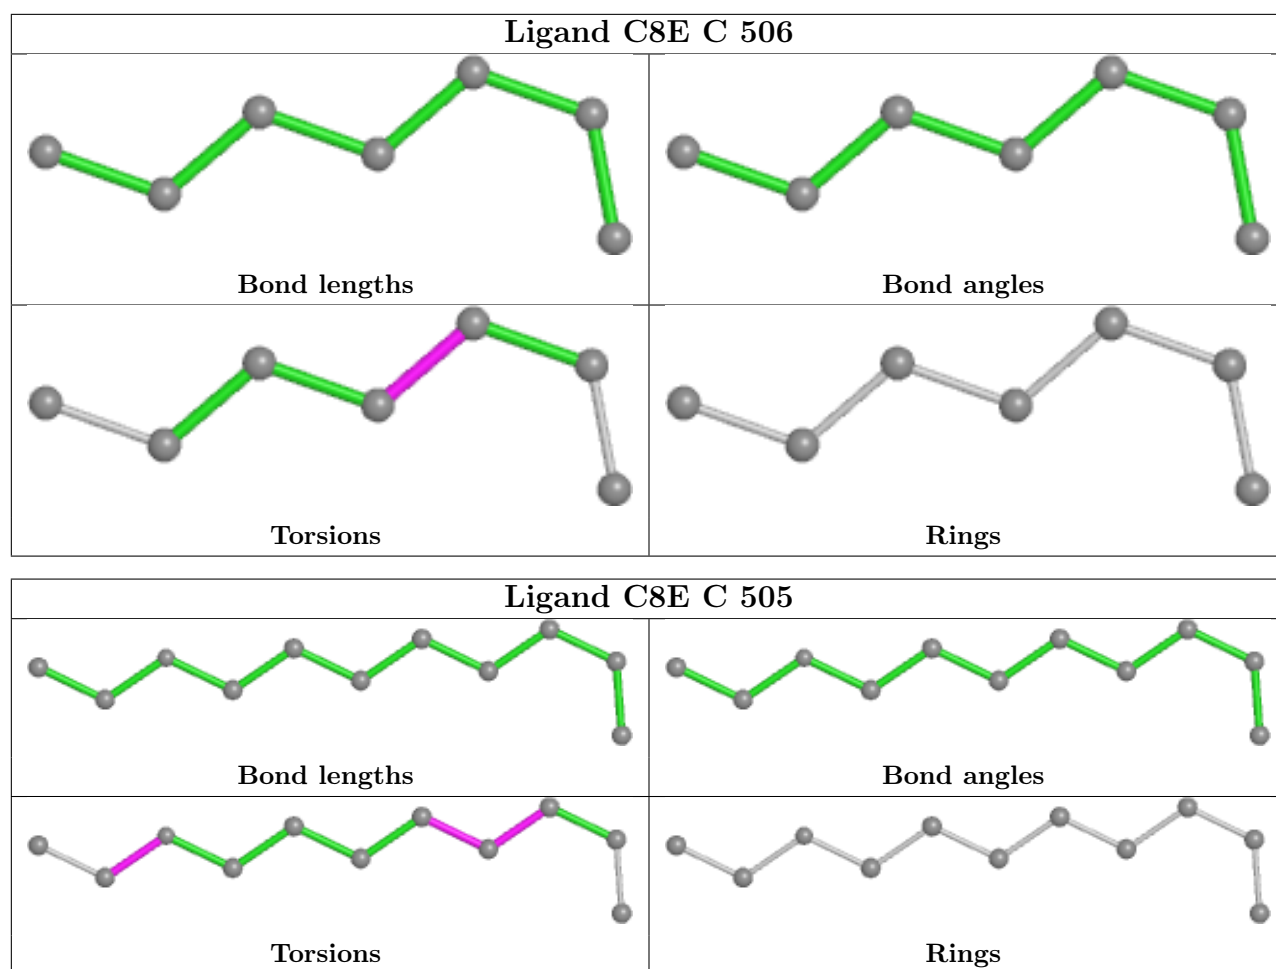 Ligand C8E C 506
Bond lengths
Bond angles
Torsions
Rings
Ligand C8E C 505
Bond lengths
Bond angles
Torsions
Rings